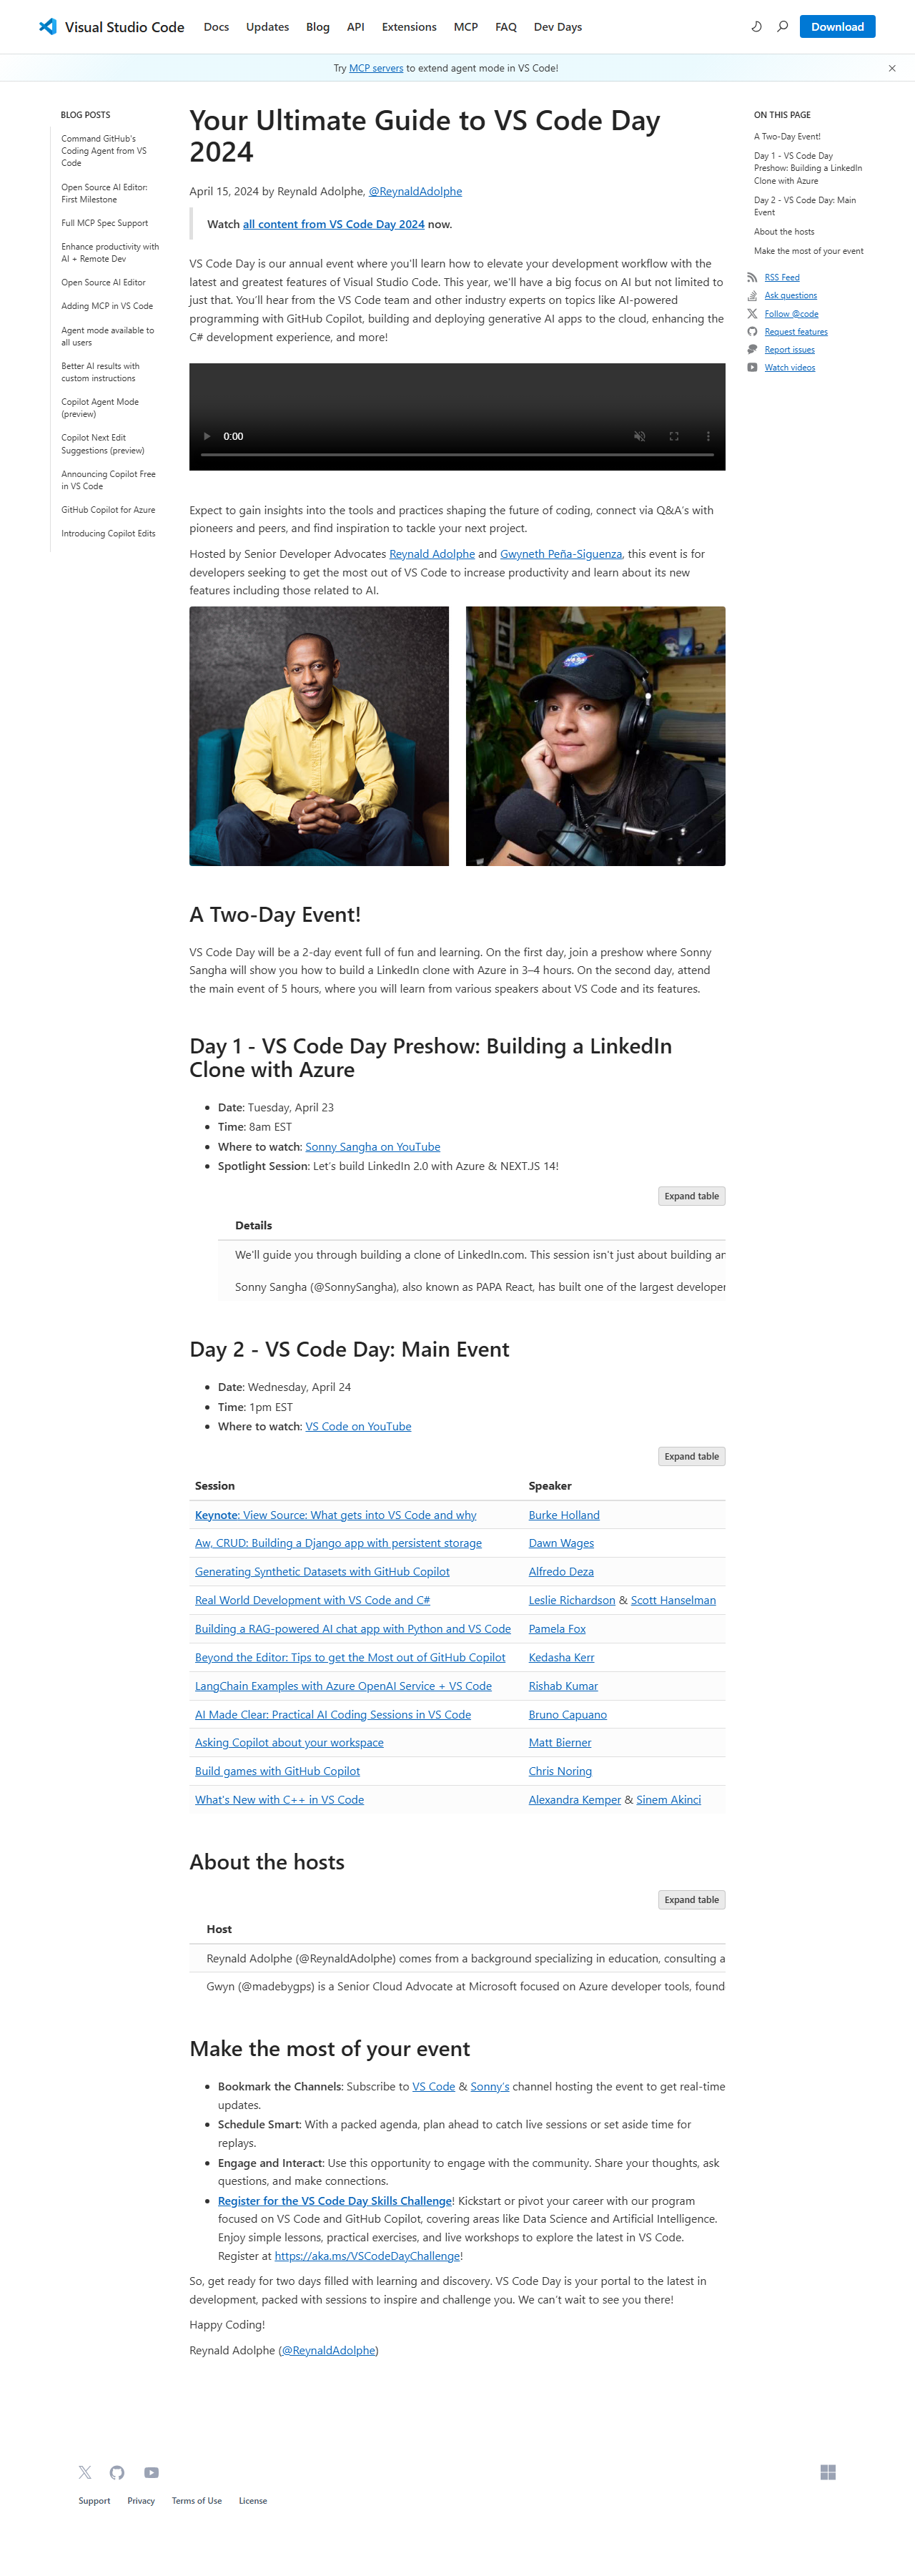 Visual Studio Code Docs Updates Blog API Extensions MCP FAQ Dev Days Download
Try MCP servers to extend agent mode in VS Code!
BLOG POSTS
Command GitHub's
Coding Agent from VS
Code
Open Source AI Editor:
First Milestone
Full MCP Spec Support
Enhance productivity with
AI + Remote Dev
Open Source AI Editor
Adding MCP in VS Code
Agent mode available to
all users
Better AI results with
custom instructions
Copilot Agent Mode
(preview)
Copilot Next Edit
Suggestions (preview)
Announcing Copilot Free
in VS Code
GitHub Copilot for Azure
Introducing Copilot Edits
Your Ultimate Guide to VS Code Day
2024
April 15, 2024 by Reynald Adolphe, @ReynaldAdolphe
Watch all content from VS Code Day 2024 now.
VS Code Day is our annual event where you'll learn how to elevate your development workflow with the
latest and greatest features of Visual Studio Code. This year, we'll have a big focus on AI but not limited to
just that. You'll hear from the VS Code team and other industry experts on topics like AI-powered
programming with GitHub Copilot, building and deploying generative AI apps to the cloud, enhancing the
C# development experience, and more!
0:00
Expect to gain insights into the tools and practices shaping the future of coding, connect via Q&A's with
pioneers and peers, and find inspiration to tackle your next project.
Hosted by Senior Developer Advocates Reynald Adolphe and Gwyneth Peña-Siguenza, this event is for
developers seeking to get the most out of VS Code to increase productivity and learn about its new
features including those related to AI.
A Two-Day Event!
VS Code Day will be a 2-day event full of fun and learning. On the first day, join a preshow where Sonny
Sangha will show you how to build a LinkedIn clone with Azure in 3–4 hours. On the second day, attend
the main event of 5 hours, where you will learn from various speakers about VS Code and its features.
Day 1 - VS Code Day Preshow: Building a LinkedIn
Clone with Azure
Date: Tuesday, April 23
Time: 8am EST
Where to watch: Sonny Sangha on YouTube
Spotlight Session: Let's build LinkedIn 2.0 with Azure & NEXT.JS 14!
Expand table
Details
We'll guide you through building a clone of LinkedIn.com. This session isn't just about building
Sonny Sangha (@SonnySangha), also known as PAPA React, has built one of the largest developer
Day 2 - VS Code Day: Main Event
Date: Wednesday, April 24
Time: 1pm EST
Where to watch: VS Code on YouTube
Expand table
Session Speaker
Keynote: View Source: What gets into VS Code and why Burke Holland
Aw, CRUD: Building a Django app with persistent storage Dawn Wages
Generating Synthetic Datasets with GitHub Copilot Alfredo Deza
Real World Development with VS Code and C# Leslie Richardson & Scott Hanselman
Building a RAG-powered AI chat app with Python and VS Code Pamela Fox
Beyond the Editor: Tips to get the Most out of GitHub Copilot Kedasha Kerr
LangChain Examples with Azure OpenAI Service + VS Code Rishab Kumar
AI Made Clear: Practical AI Coding Sessions in VS Code Bruno Capuano
Asking Copilot about your workspace Matt Bierner
Build games with GitHub Copilot Chris Noring
What's New with C++ in VS Code Alexandra Kemper & Sinem Akinci
About the hosts
Expand table
Host
Reynald Adolphe (@ReynaldAdolphe) comes from a background specializing in education, consulting a
Gwyn (@madebygps) is a Senior Cloud Advocate at Microsoft focused on Azure developer tools, found
Make the most of your event
Bookmark the Channels: Subscribe to VS Code & Sonny's channel hosting the event to get real-time
updates.
Schedule Smart: With a packed agenda, plan ahead to catch live sessions or set aside time for
replays.
Engage and Interact: Use this opportunity to engage with the community. Share your thoughts, ask
questions, and make connections.
Register for the VS Code Day Skills Challenge! Kickstart or pivot your career with our program
focused on VS Code and GitHub Copilot, covering areas like Data Science and Artificial Intelligence.
Enjoy simple lessons, practical exercises, and live workshops to explore the latest in VS Code.
Register at https://aka.ms/VSCodeDayChallenge!
So, get ready for two days filled with learning and discovery. VS Code Day is your portal to the latest in
development, packed with sessions to inspire and challenge you. We can't wait to see you there!
Happy Coding!
Reynald Adolphe (@ReynaldAdolphe)
ON THIS PAGE
A Two-Day Event!
Day 1 - VS Code Day
Preshow: Building a LinkedIn
Clone with Azure
Day 2 - VS Code Day: Main
Event
About the hosts
Make the most of your event
RSS Feed
Ask questions
Follow @code
Request features
Report issues
Watch videos
Support Privacy Terms of Use License